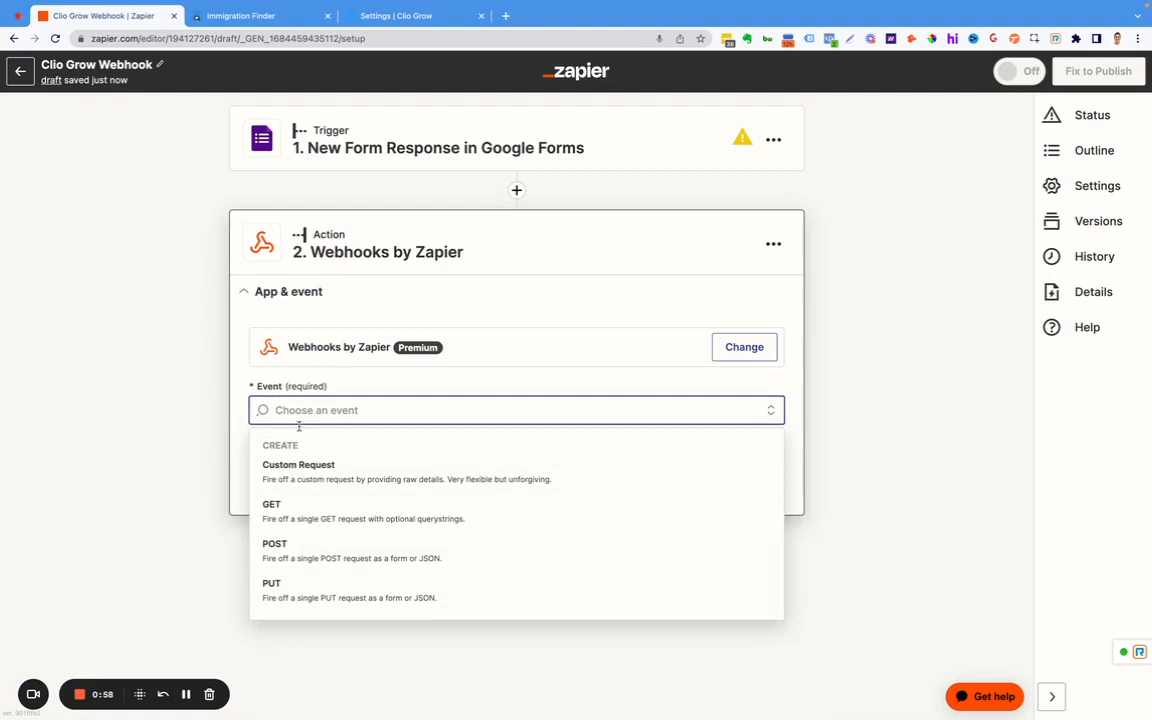 Clio Grow Webhook | Zapier
Immigration Finder
Settings | Clio Grow
zapier.com/editor/194127261/draft/_GEN_1684459435112/setup
Clio Grow Webhook
draft saved just now
zapier
Off
Fix to Publish
Trigger
1. New Form Response in Google Forms
Action
2. Webhooks by Zapier
App & event
Webhooks by Zapier Premium
Change
* Event (required)
Choose an event
CREATE
Custom Request
Fire off a custom request by providing raw details. Very flexible but unforgiving.
GET
Fire off a single GET request with optional querystrings.
POST
Fire off a single POST request as a form or JSON.
PUT
Fire off a single PUT request as a form or JSON.
Status
Outline
Settings
Versions
History
Details
Help
0:58
Get help